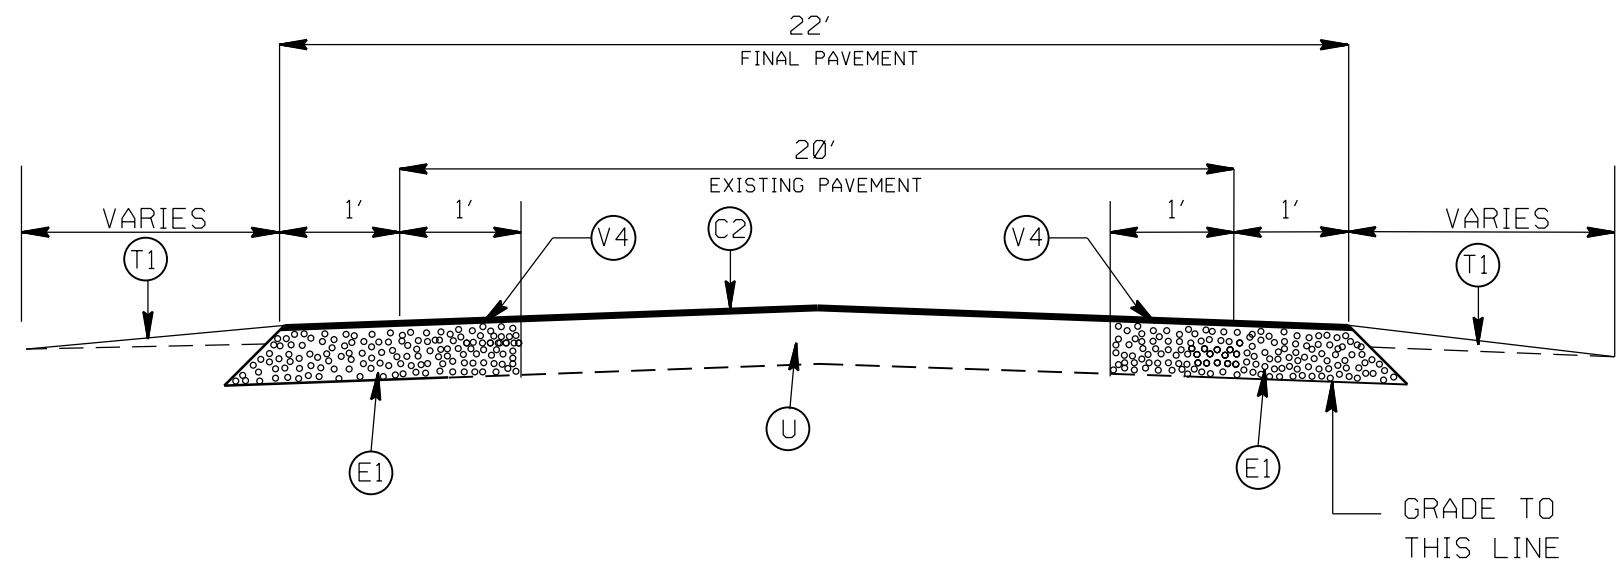 22'
FINAL PAVEMENT
20'
EXISTING PAVEMENT
VARIES
1'
1'
1'
1'
VARIES
T1
V4
C2
V4
T1
U
E1
E1
GRADE TO
THIS LINE